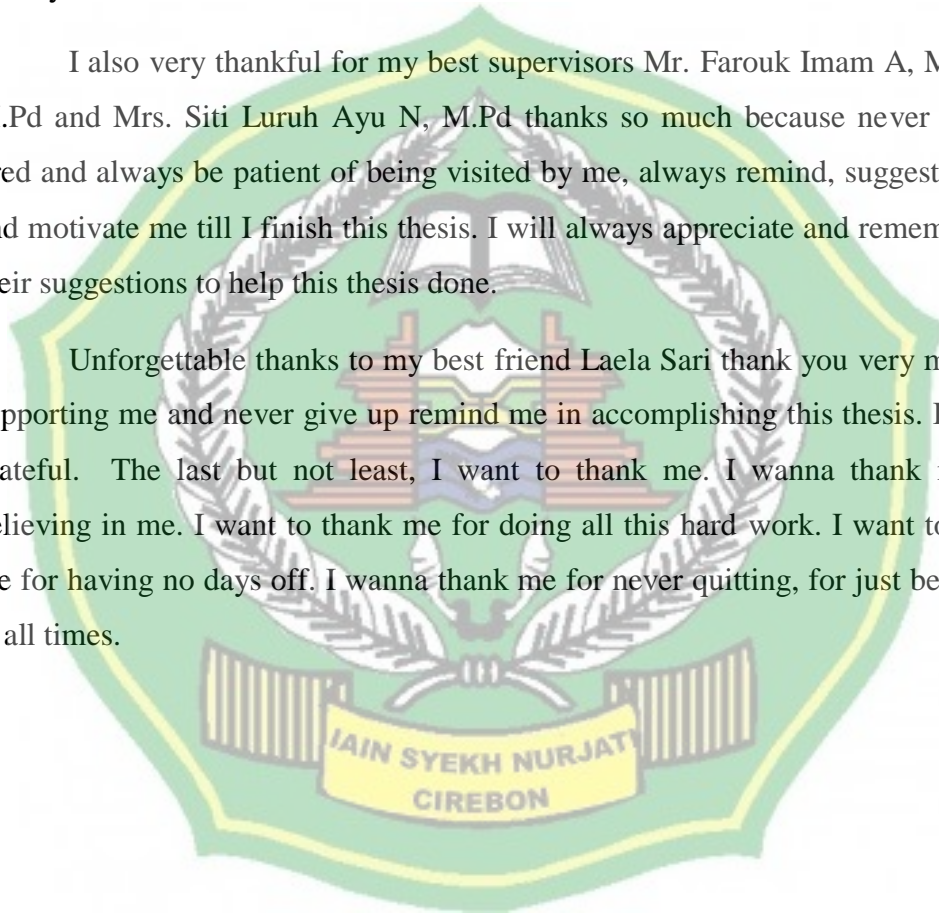 I also very thankful for my best supervisors Mr. Farouk Imam A, M
.Pd and Mrs. Siti Luruh Ayu N, M.Pd thanks so much because never
red and always be patient of being visited by me, always remind, suggest
nd motivate me till I finish this thesis. I will always appreciate and remem
eir suggestions to help this thesis done.
Unforgettable thanks to my best friend Laela Sari thank you very m
pporting me and never give up remind me in accomplishing this thesis. I
ateful. The last but not least, I want to thank me. I wanna thank
elieving in me. I want to thank me for doing all this hard work. I want to
e for having no days off. I wanna thank me for never quitting, for just be
all times.
IAIN SYEKH NURJATI
CIREBON